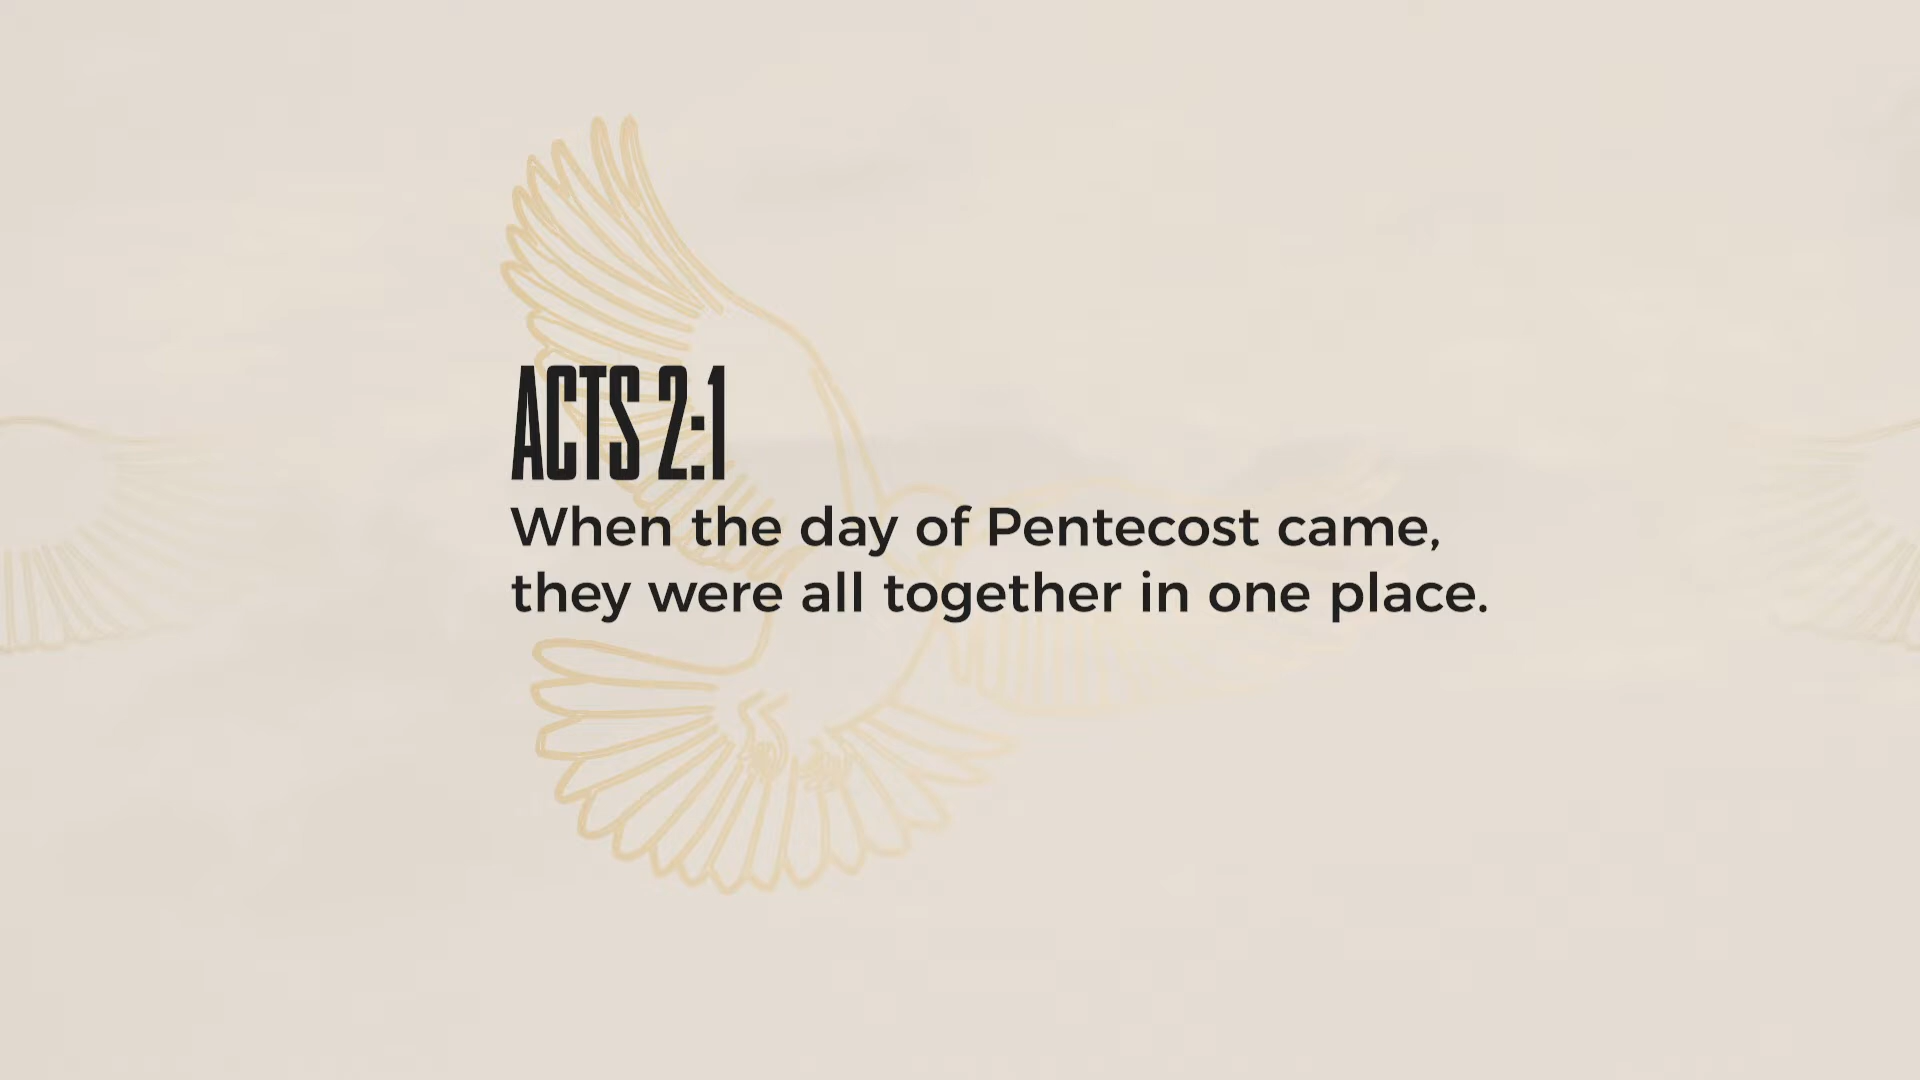 ACTS 2:1
When the day of Pentecost came,
they were all together in one place.